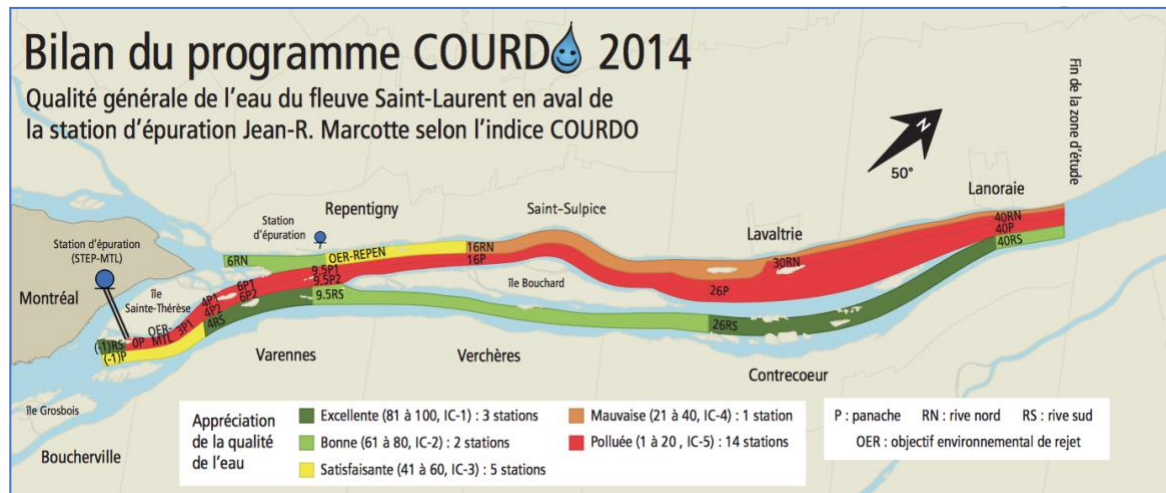 Bilan du programme COURDO 2014
Qualité générale de l'eau du fleuve Saint-Laurent en aval de
la station d'épuration Jean-R. Marcotte selon l'indice COURDO
Fin de la zone d'étude
N
50°
Lanoraie
Repentigny
Saint-Sulpice
Station
d'épuration
Lavaltrie
Station d'épuration
(STEP-MTL)
Montréal
île
Sainte-Thérèse
6RN
OER-REPEN
16RN
16P
9.5P1
9.5P2
9.5RS
6P1
6P2
4P1
4P2
4RS
3P1
OER-
MTL
0P
(-1)RS
(-1)P
île Bouchard
26P
26RS
30RN
40RN
40P
40RS
Varennes
Verchères
Contrecoeur
île Grosbois
Boucherville
Appréciation
de la qualité
de l'eau
Excellente (81 à 100, IC-1) : 3 stations
Bonne (61 à 80, IC-2) : 2 stations
Satisfaisante (41 à 60, IC-3) : 5 stations
Mauvaise (21 à 40, IC-4) : 1 station
Polluée (1 à 20 , IC-5) : 14 stations
P : panache RN : rive nord RS : rive sud
OER : objectif environnemental de rejet